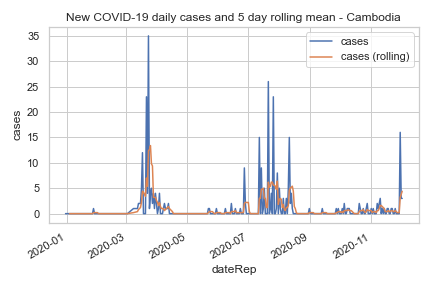 New COVID-19 daily cases and 5 day rolling mean - Cambodia
cases
cases (rolling)
35
30
25
20
15
10
5
0
cases
2020-01
2020-03
2020-05
2020-07
2020-09
2020-11
dateRep